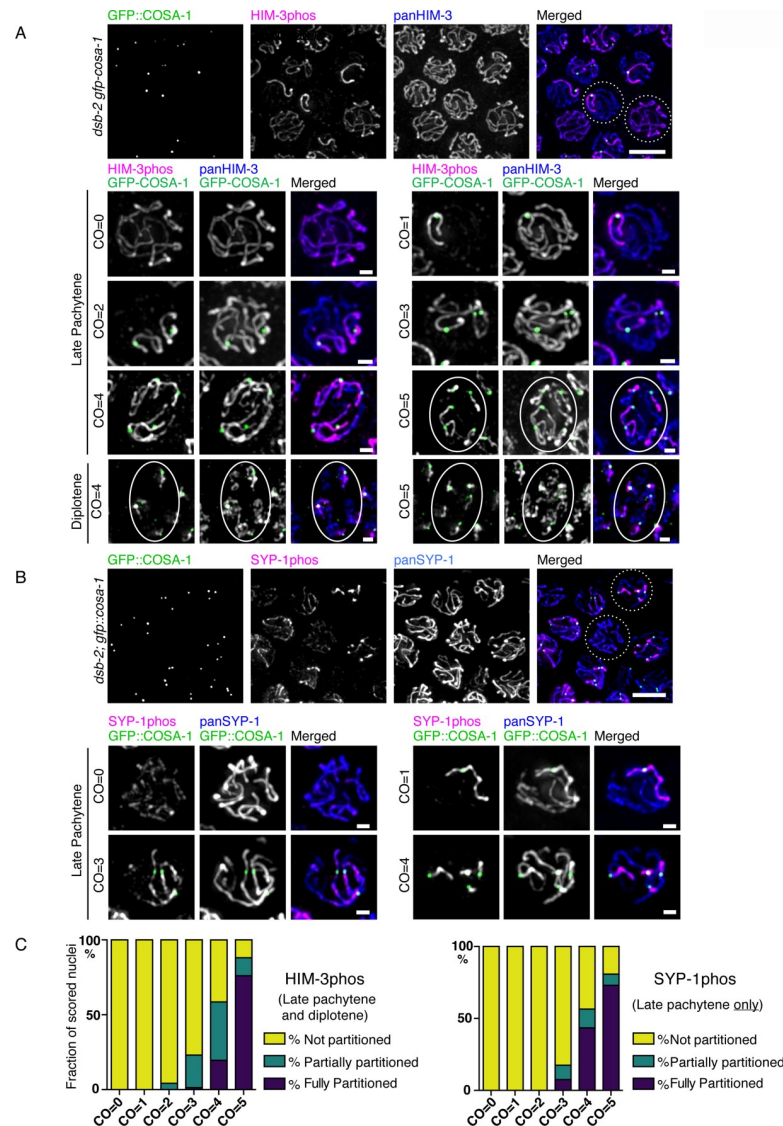 A
GFP::COSA-1 HIM-3phos panHIM-3 Merged
dsb-2 gfp-cosa-1
HIM-3phos panHIM-3
GFP-COSA-1 GFP-COSA-1 Merged
HIM-3phos panHIM-3
GFP-COSA-1 GFP-COSA-1 Merged
Late Pachytene
CO=0
CO=1
CO=2
CO=3
CO=4
CO=5
Diplotene
CO=4
CO=5
B
GFP::COSA-1 SYP-1phos panSYP-1 Merged
dsb-2; gfp::cosa-1
SYP-1phos panSYP-1
GFP::COSA-1 GFP::COSA-1 Merged
SYP-1phos panSYP-1
GFP::COSA-1 GFP::COSA-1 Merged
Late Pachytene
CO=0
CO=1
CO=3
CO=4
C
Fraction of scored nuclei
100
%
50
0
CO=0 CO=1 CO=2 CO=3 CO=4 CO=5
HIM-3phos
(Late pachytene
and diplotene)
% Not partitioned
% Partially partitioned
% Fully Partitioned
100
%
50
0
CO=0 CO=1 CO=2 CO=3 CO=4 CO=5
SYP-1phos
(Late pachytene only)
%Not partitioned
%Partially partitioned
%Fully Partitioned